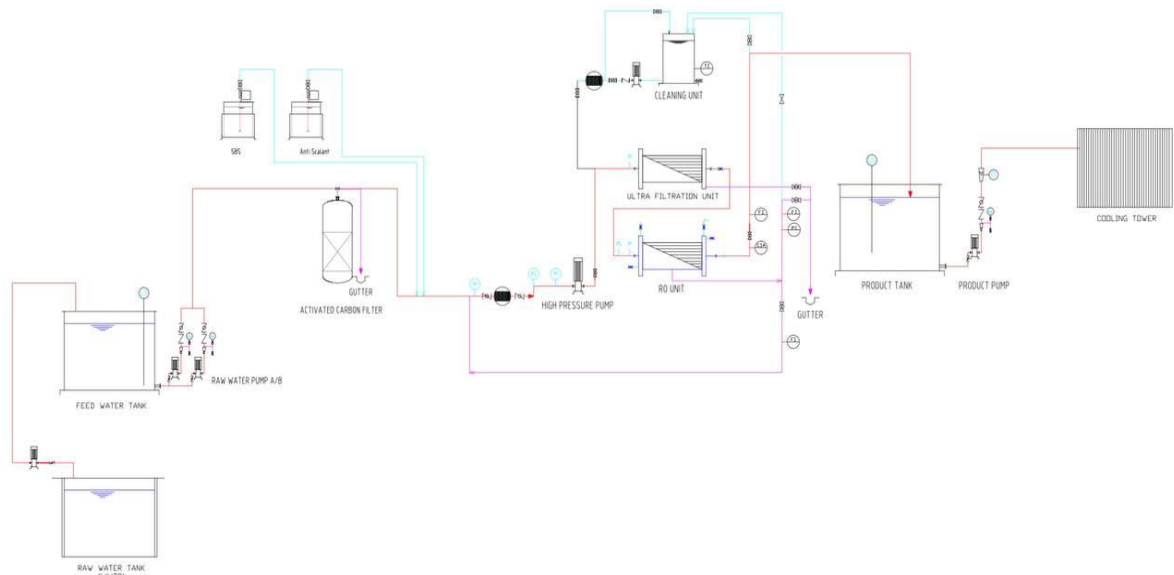 CLEANING UNIT
SBS
Anti Scalant
ULTRA FILTRATION UNIT
COOLING TOWER
GUTTER
HIGH PRESSURE PUMP
RO UNIT
PRODUCT TANK
PRODUCT PUMP
ACTIVATED CARBON FILTER
GUTTER
RAW WATER PUMP A/B
FEED WATER TANK
RAW WATER TANK